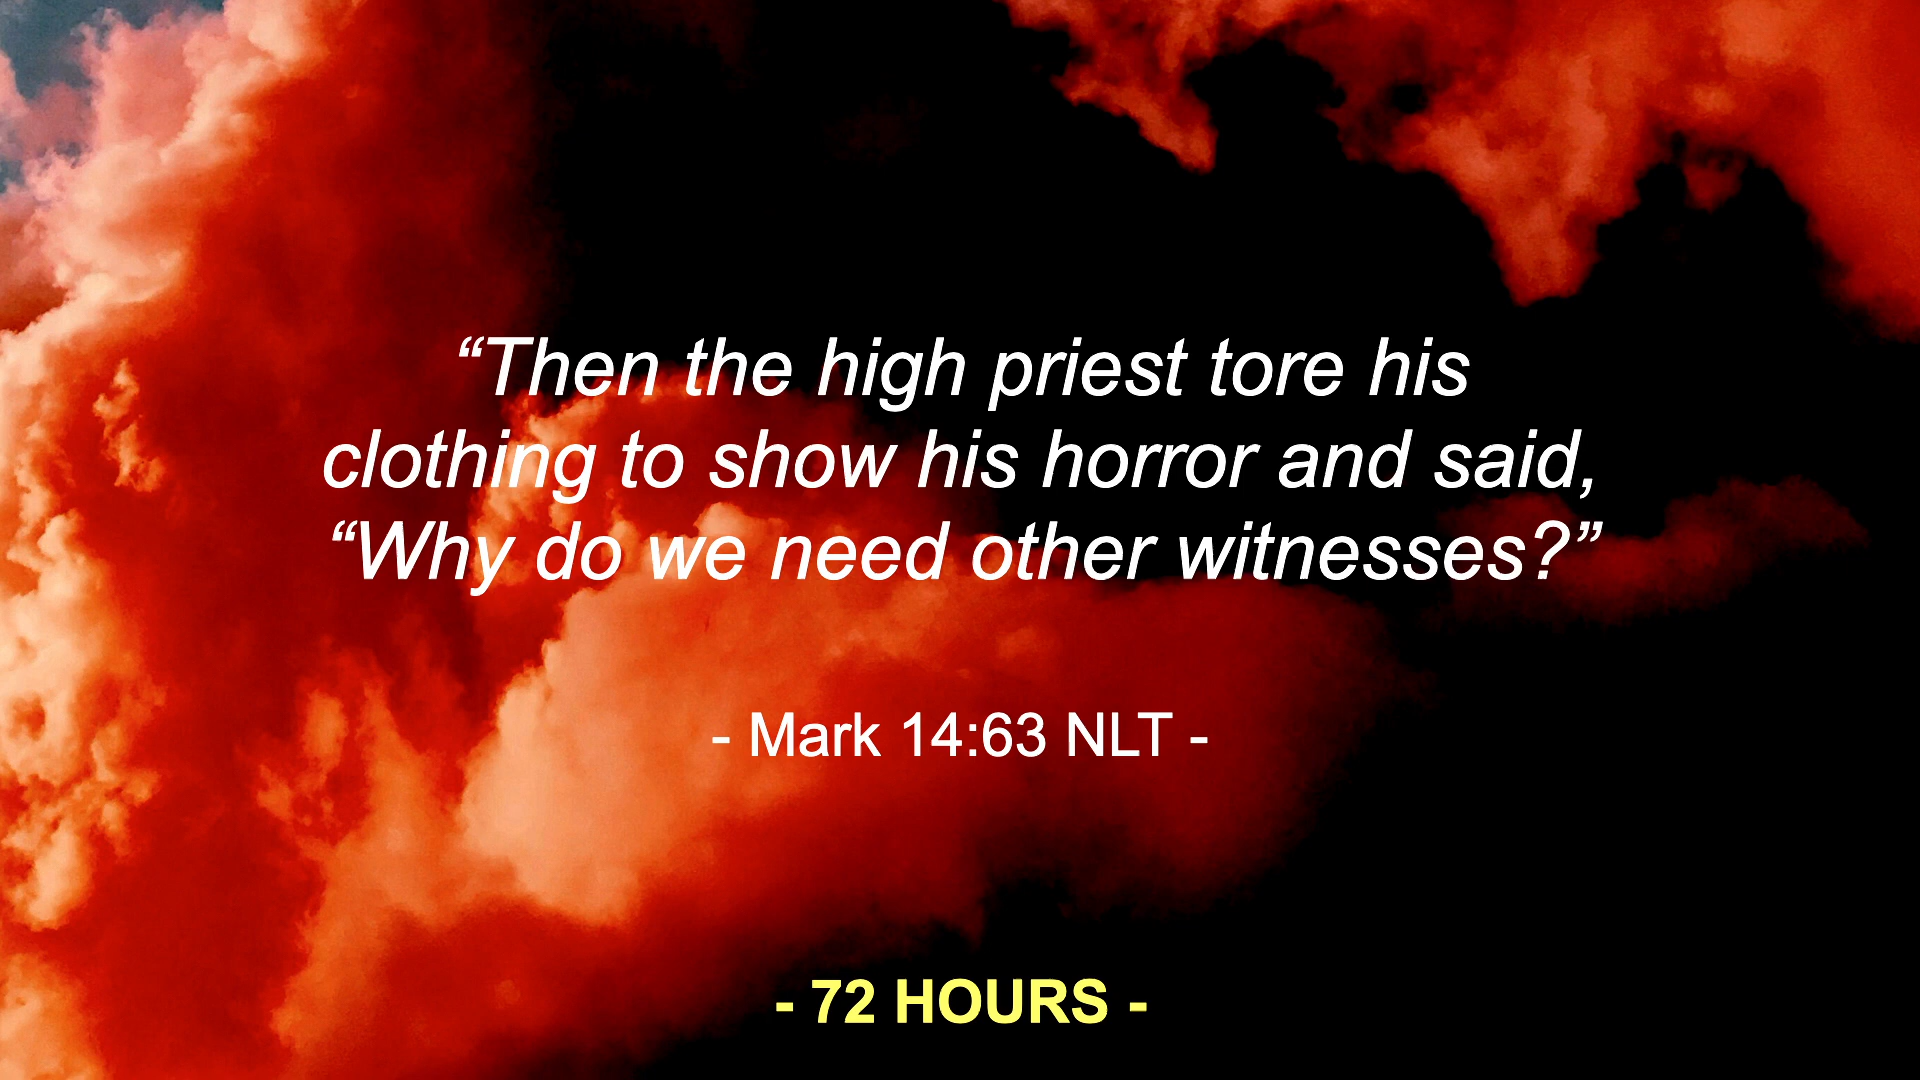 “Then the high priest tore his
clothing to show his horror and said,
“Why do we need other witnesses?”
- Mark 14:63 NLT -
- 72 HOURS -